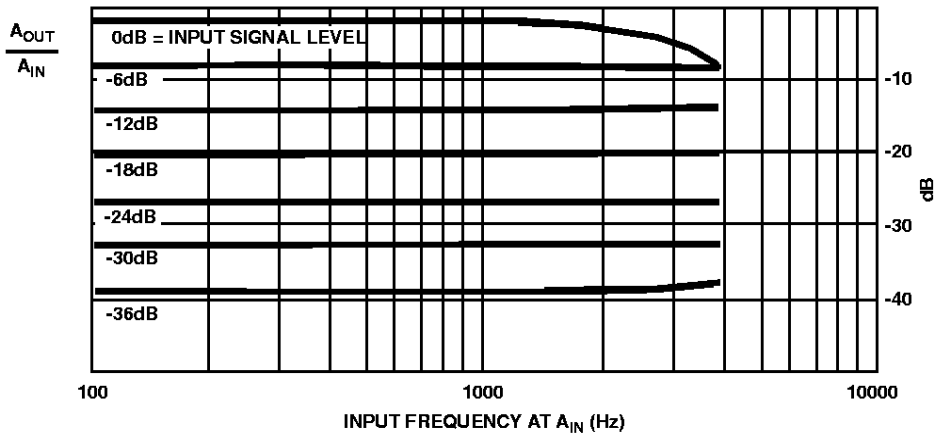 A_OUT
A_IN
0dB = INPUT SIGNAL LEVEL
-6dB
-12dB
-18dB
-24dB
-30dB
-36dB
-10
-20
-30
-40
dB
100
1000
10000
INPUT FREQUENCY AT A_IN (Hz)